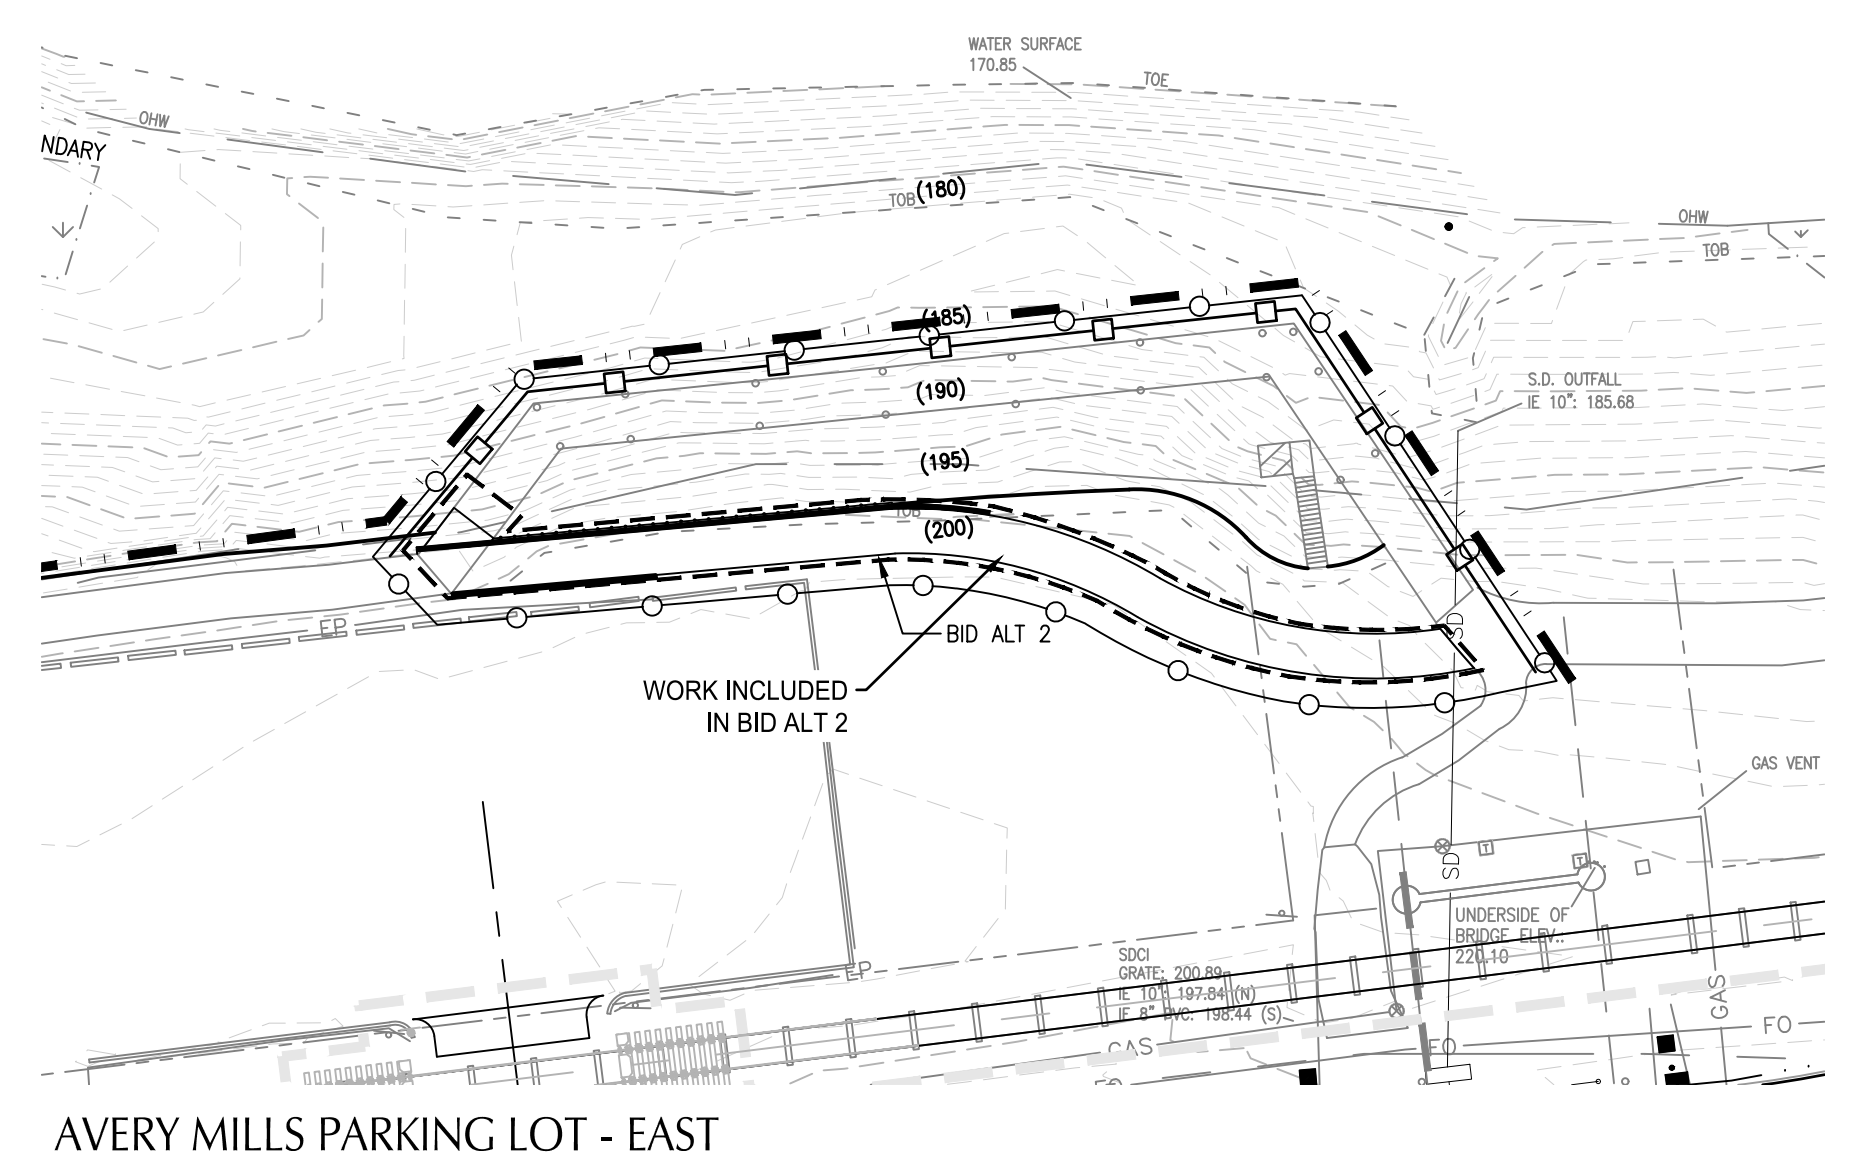 WATER SURFACE
170.85
TOE
OHW
NDARY
TOB
(180)
OHW
TOB
(185)
(190)
S.D. OUTFALL
IE 10": 185.68
(195)
TOB
(200)
EP
SD
BID ALT 2
WORK INCLUDED
IN BID ALT 2
GAS VENT
T
T
SD
UNDERSIDE OF
BRIDGE ELEV..
220.10
EP
SDCI
GRATE: 200.89
IE 10": 197.84 (N)
IE 8" PVC: 198.44 (S)
GAS
FO
GAS
FO
FO
AVERY MILLS PARKING LOT - EAST